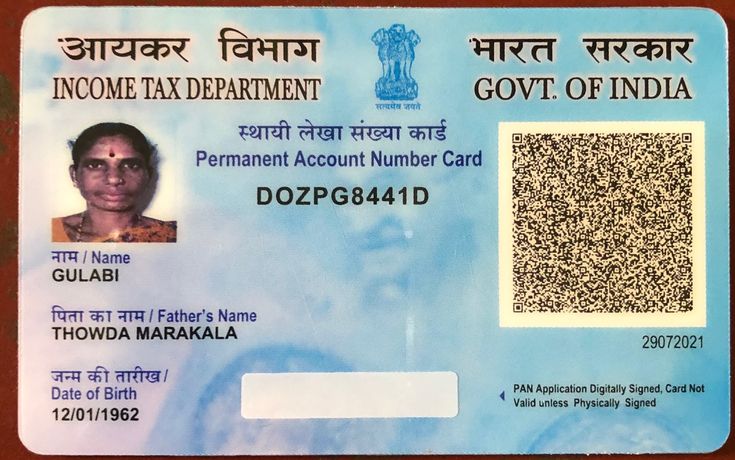 आयकर विभाग
INCOME TAX DEPARTMENT
सत्यमेव जयते
भारत सरकार
GOVT. OF INDIA
स्थायी लेखा संख्या कार्ड
Permanent Account Number Card
DOZPG8441D
नाम / Name
GULABI
पिता का नाम / Father's Name
THOWDA MARAKALA
29072021
जन्म की तारीख /
Date of Birth
12/01/1962
PAN Application Digitally Signed, Card Not
Valid unless Physically Signed